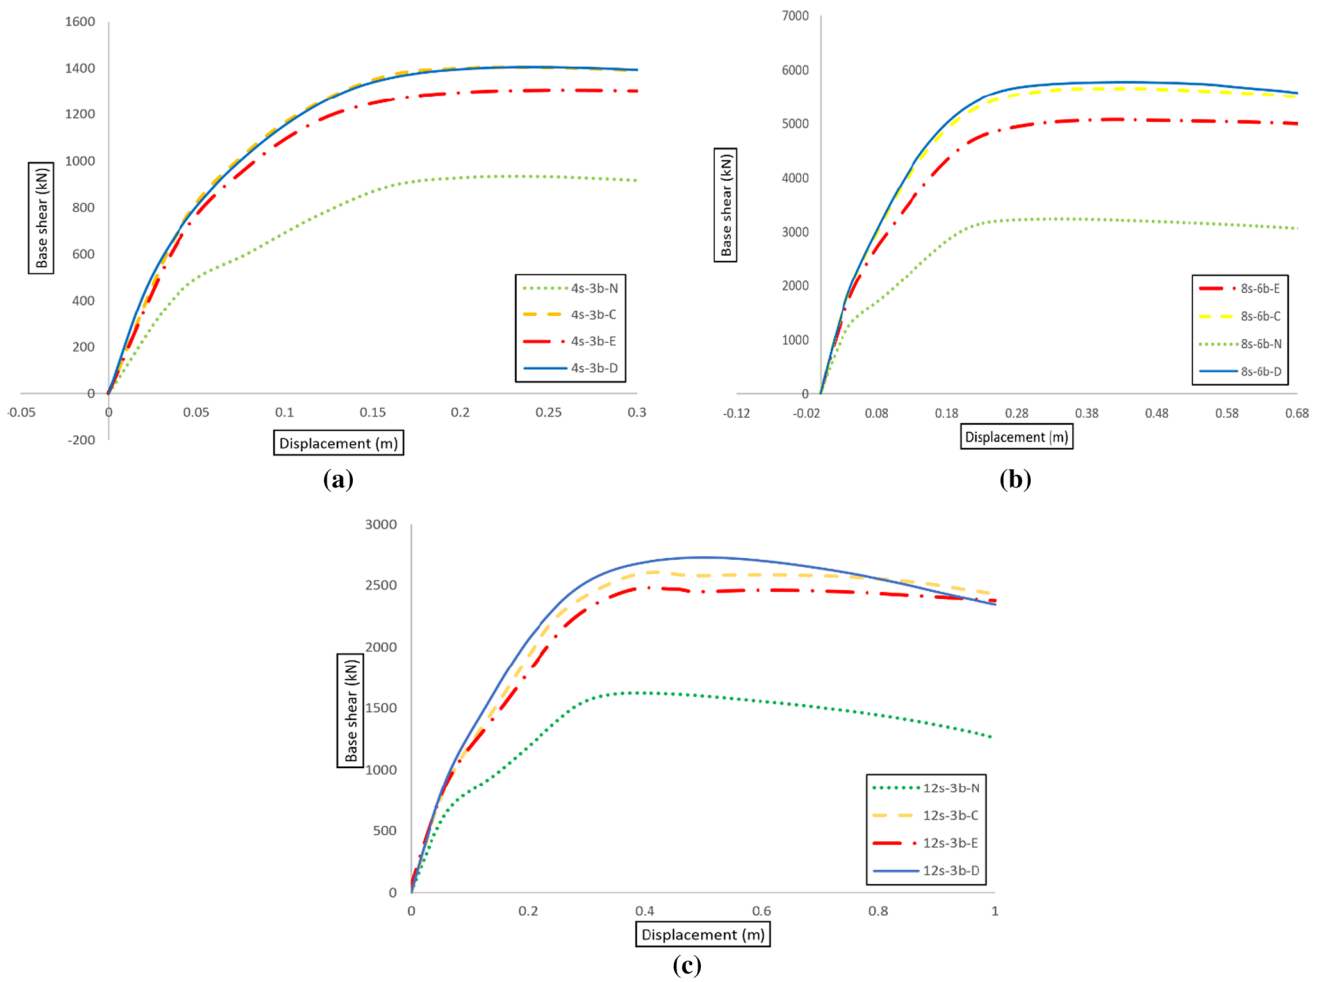 1600
1400
1200
1000
800
600
400
200
0
-200
-0.05
0
0.05
0.1
0.15
0.2
0.25
0.3
Base shear (kN)
Displacement (m)
4s-3b-N
4s-3b-C
4s-3b-E
4s-3b-D
(a)
7000
6000
5000
4000
3000
2000
1000
0
-0.12
-0.02
0.08
0.18
0.28
0.38
0.48
0.58
0.68
Base shear (kN)
Displacement (m)
8s-6b-E
8s-6b-C
8s-6b-N
8s-6b-D
(b)
3000
2500
2000
1500
1000
500
0
0
0.2
0.4
0.6
0.8
1
Base shear (kN)
Displacement (m)
12s-3b-N
12s-3b-C
12s-3b-E
12s-3b-D
(c)